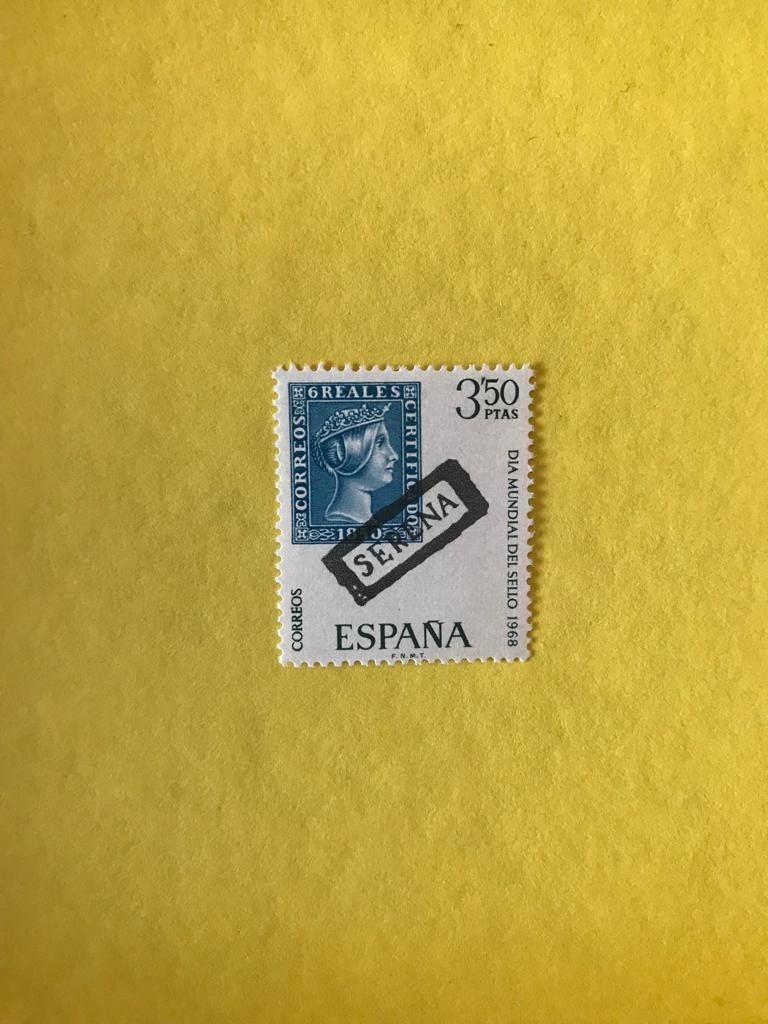 6 REALES
CORREOS
CERTIFICADO
3'50
PTAS
SERENA
DIA MUNDIAL DEL SELLO 1968
CORREOS
ESPAÑA
F. N. M. T.